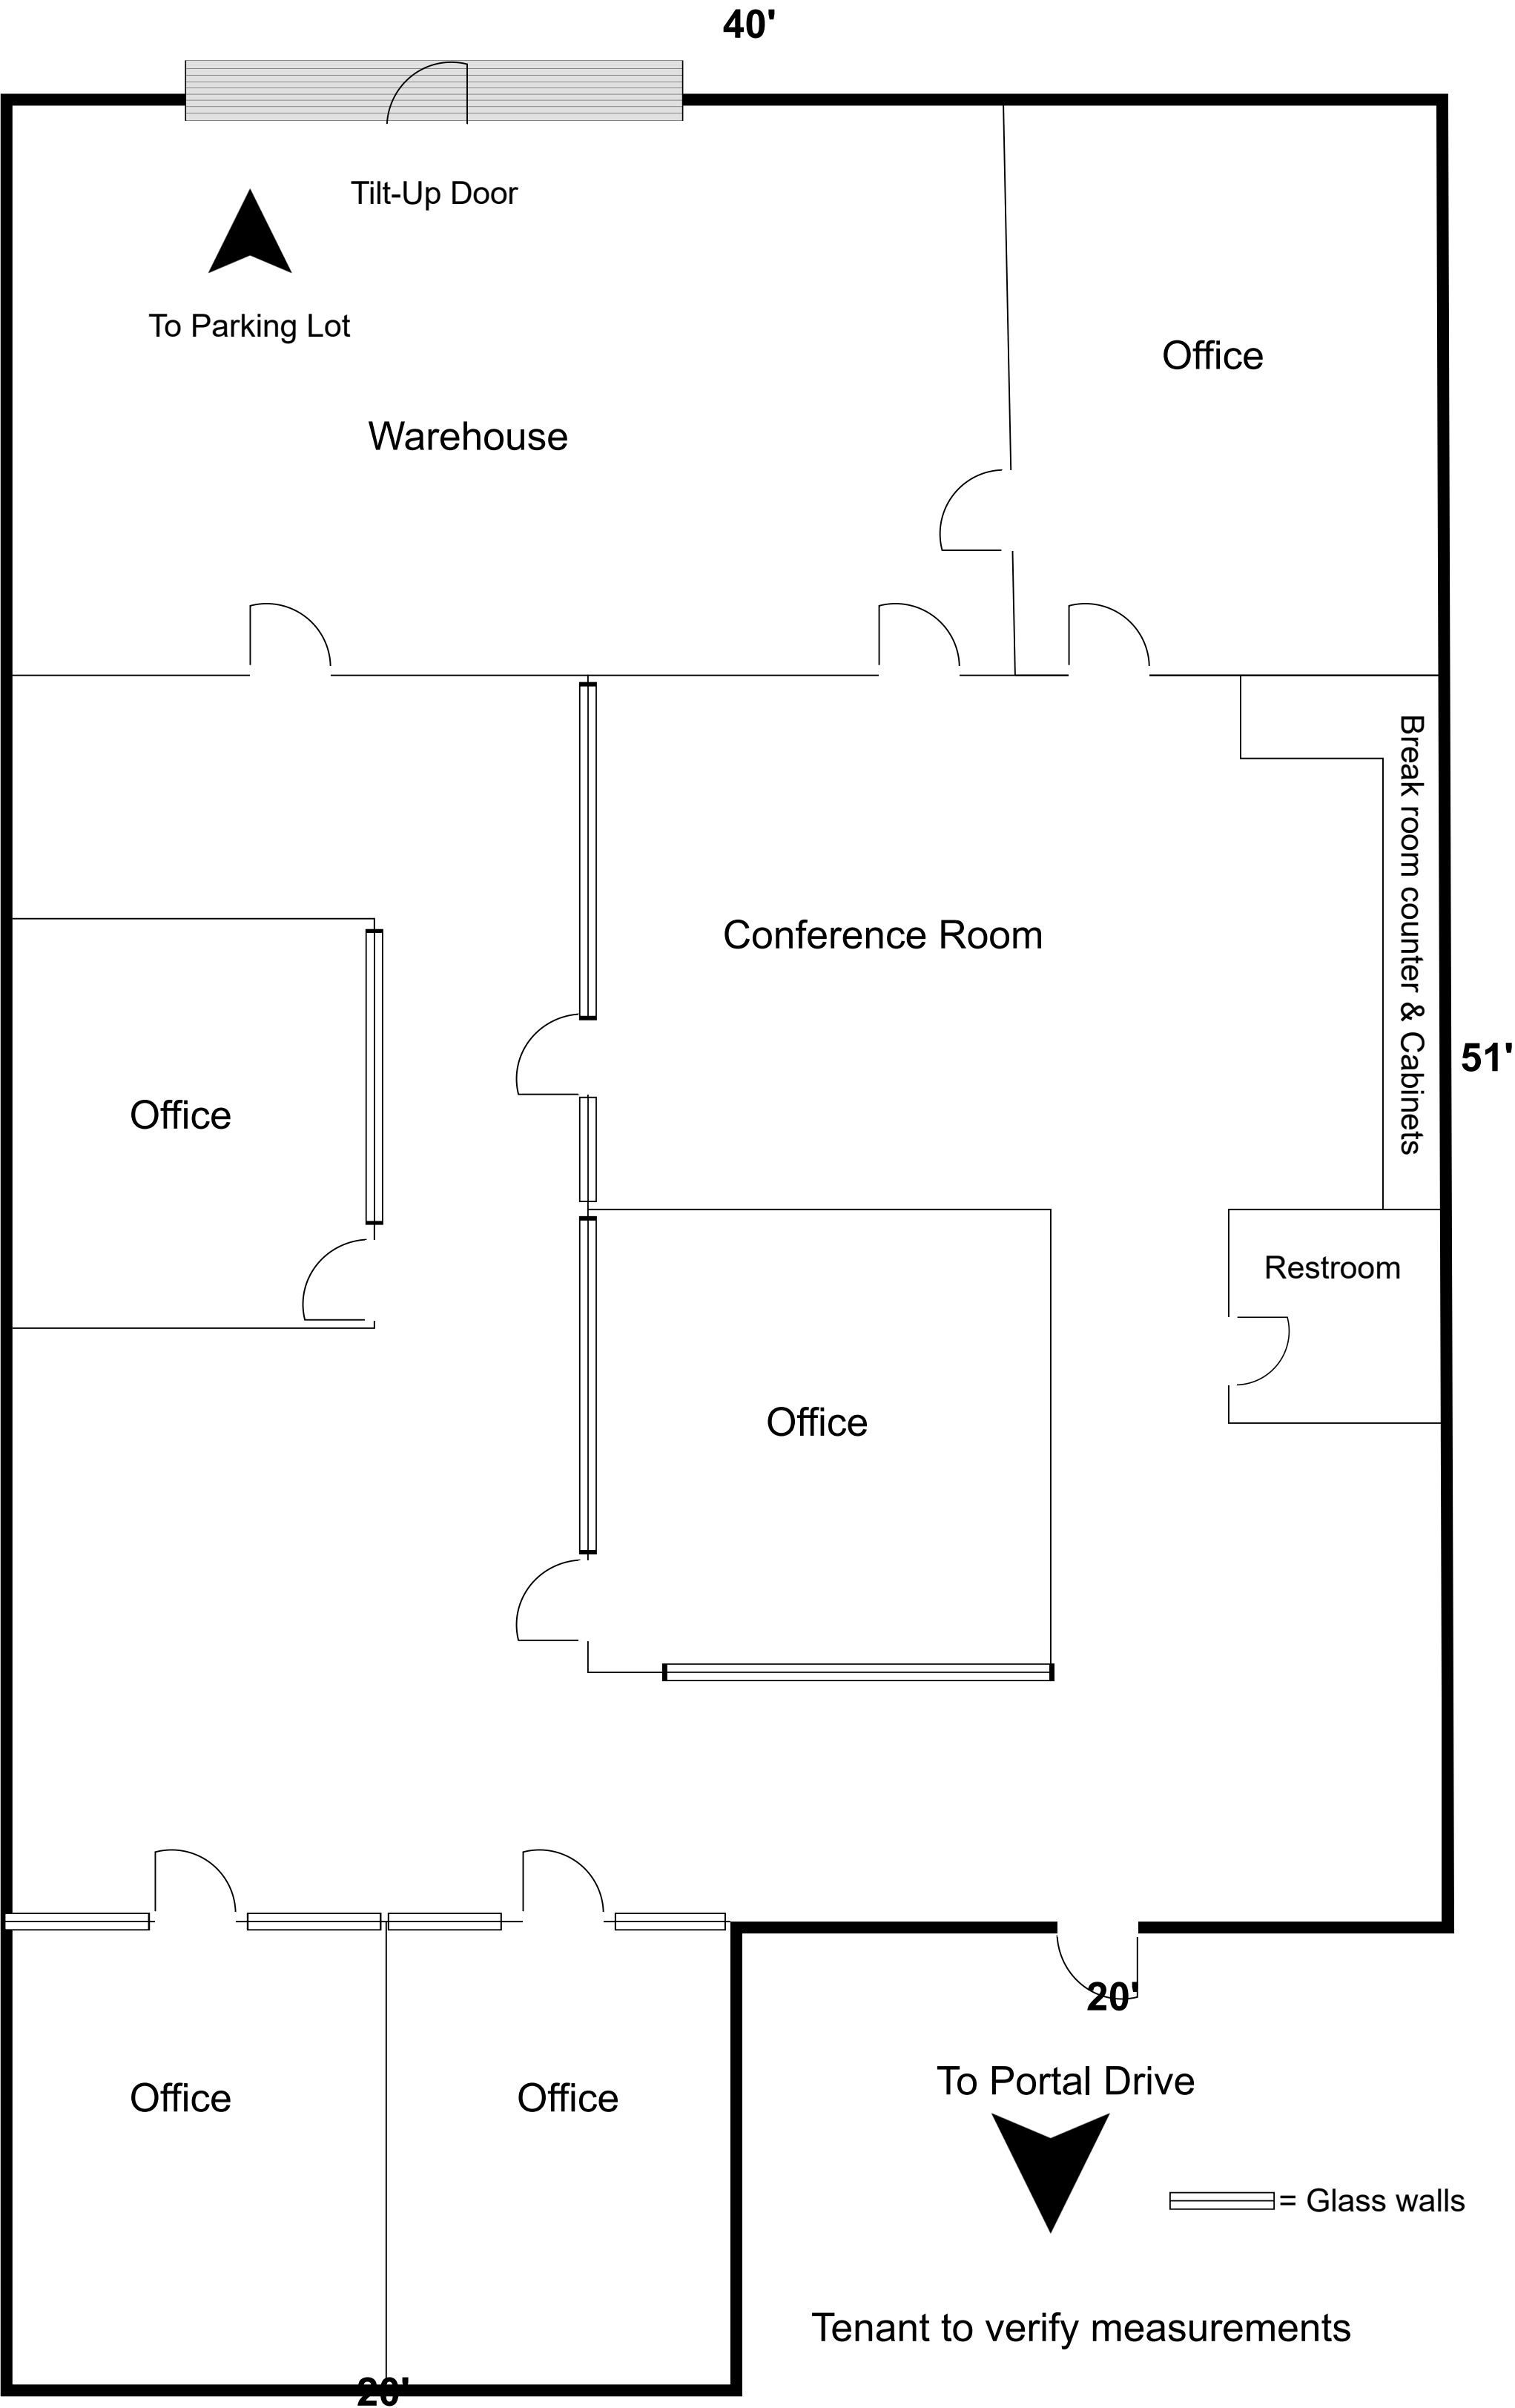 40'
Tilt-Up Door
To Parking Lot
Office
Warehouse
Break room counter & Cabinets
Conference Room
51'
Office
Restroom
Office
20'
To Portal Drive
Office
Office
= Glass walls
Tenant to verify measurements
20'